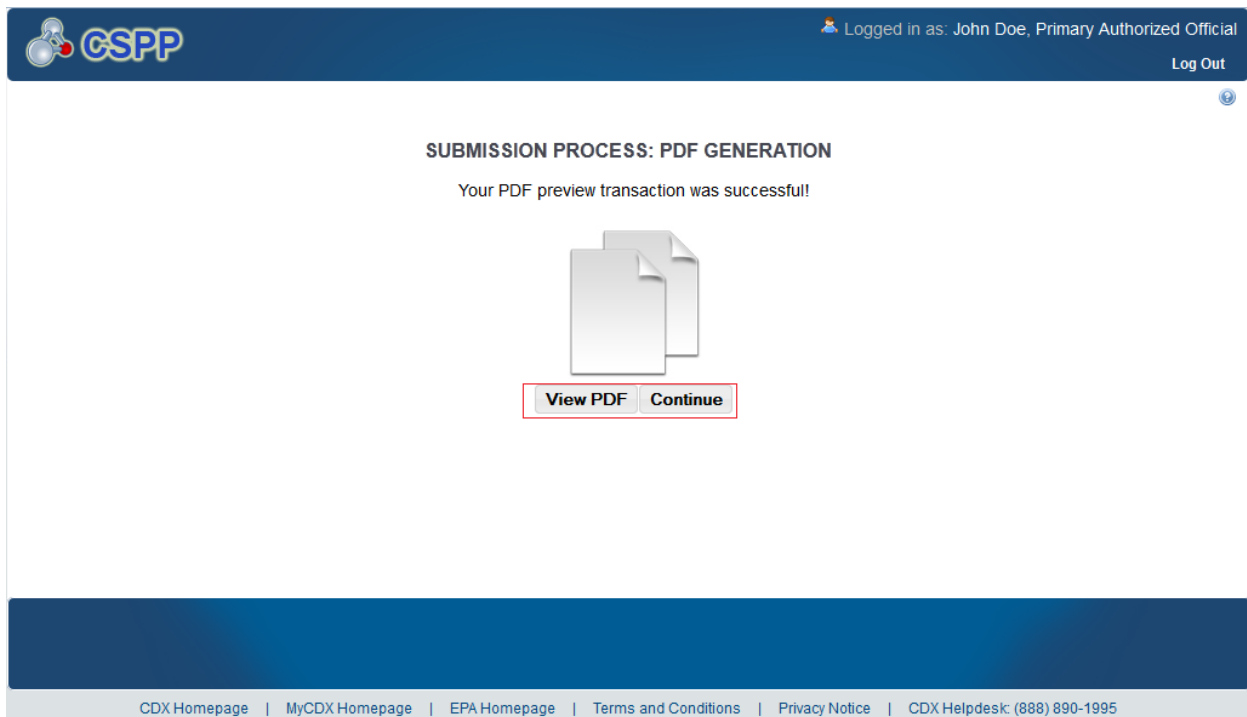 CSPP
Logged in as: John Doe, Primary Authorized Official
Log Out
SUBMISSION PROCESS: PDF GENERATION
Your PDF preview transaction was successful!
View PDF Continue
CDX Homepage | MyCDX Homepage | EPA Homepage | Terms and Conditions | Privacy Notice | CDX Helpdesk: (888) 890-1995